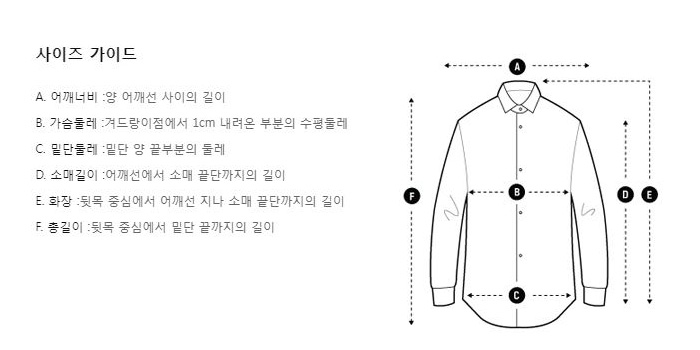 사이즈 가이드
A. 어깨너비 :양 어깨선 사이의 길이
B. 가슴둘레 :겨드랑이점에서 1cm 내려온 부분의 수평둘레
C. 밑단둘레 :밑단 양 끝부분의 둘레
D. 소매길이 :어깨선에서 소매 끝단까지의 길이
E. 화장 :뒷목 중심에서 어깨선 지나 소매 끝단까지의 길이
F. 총길이 :뒷목 중심에서 밑단 끝까지의 길이
A
F
B
D
E
C